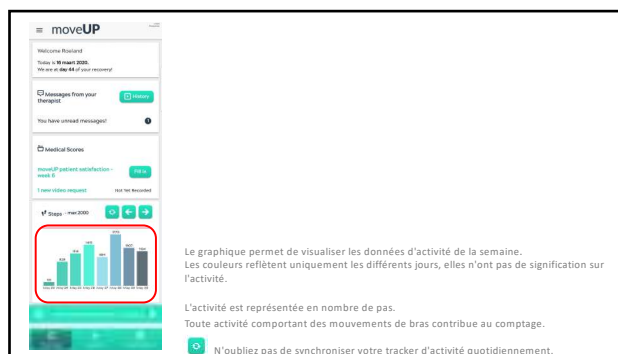 moveUP
Welcome Roeland
Today is 16 maart 2020.
We are at day 44 of your recovery!
Messages from your therapist
History
You have unread messages!
Medical Scores
moveUP patient satisfaction - week 6
Fill in
1 new video request
Not Yet Recorded
Steps - max 2000
Le graphique permet de visualiser les données d'activité de la semaine.
Les couleurs reflètent uniquement les différents jours, elles n'ont pas de signification sur
l'activité.
L'activité est représentée en nombre de pas.
Toute activité comportant des mouvements de bras contribue au comptage.
N'oubliez pas de synchroniser votre tracker d'activité quotidiennement.